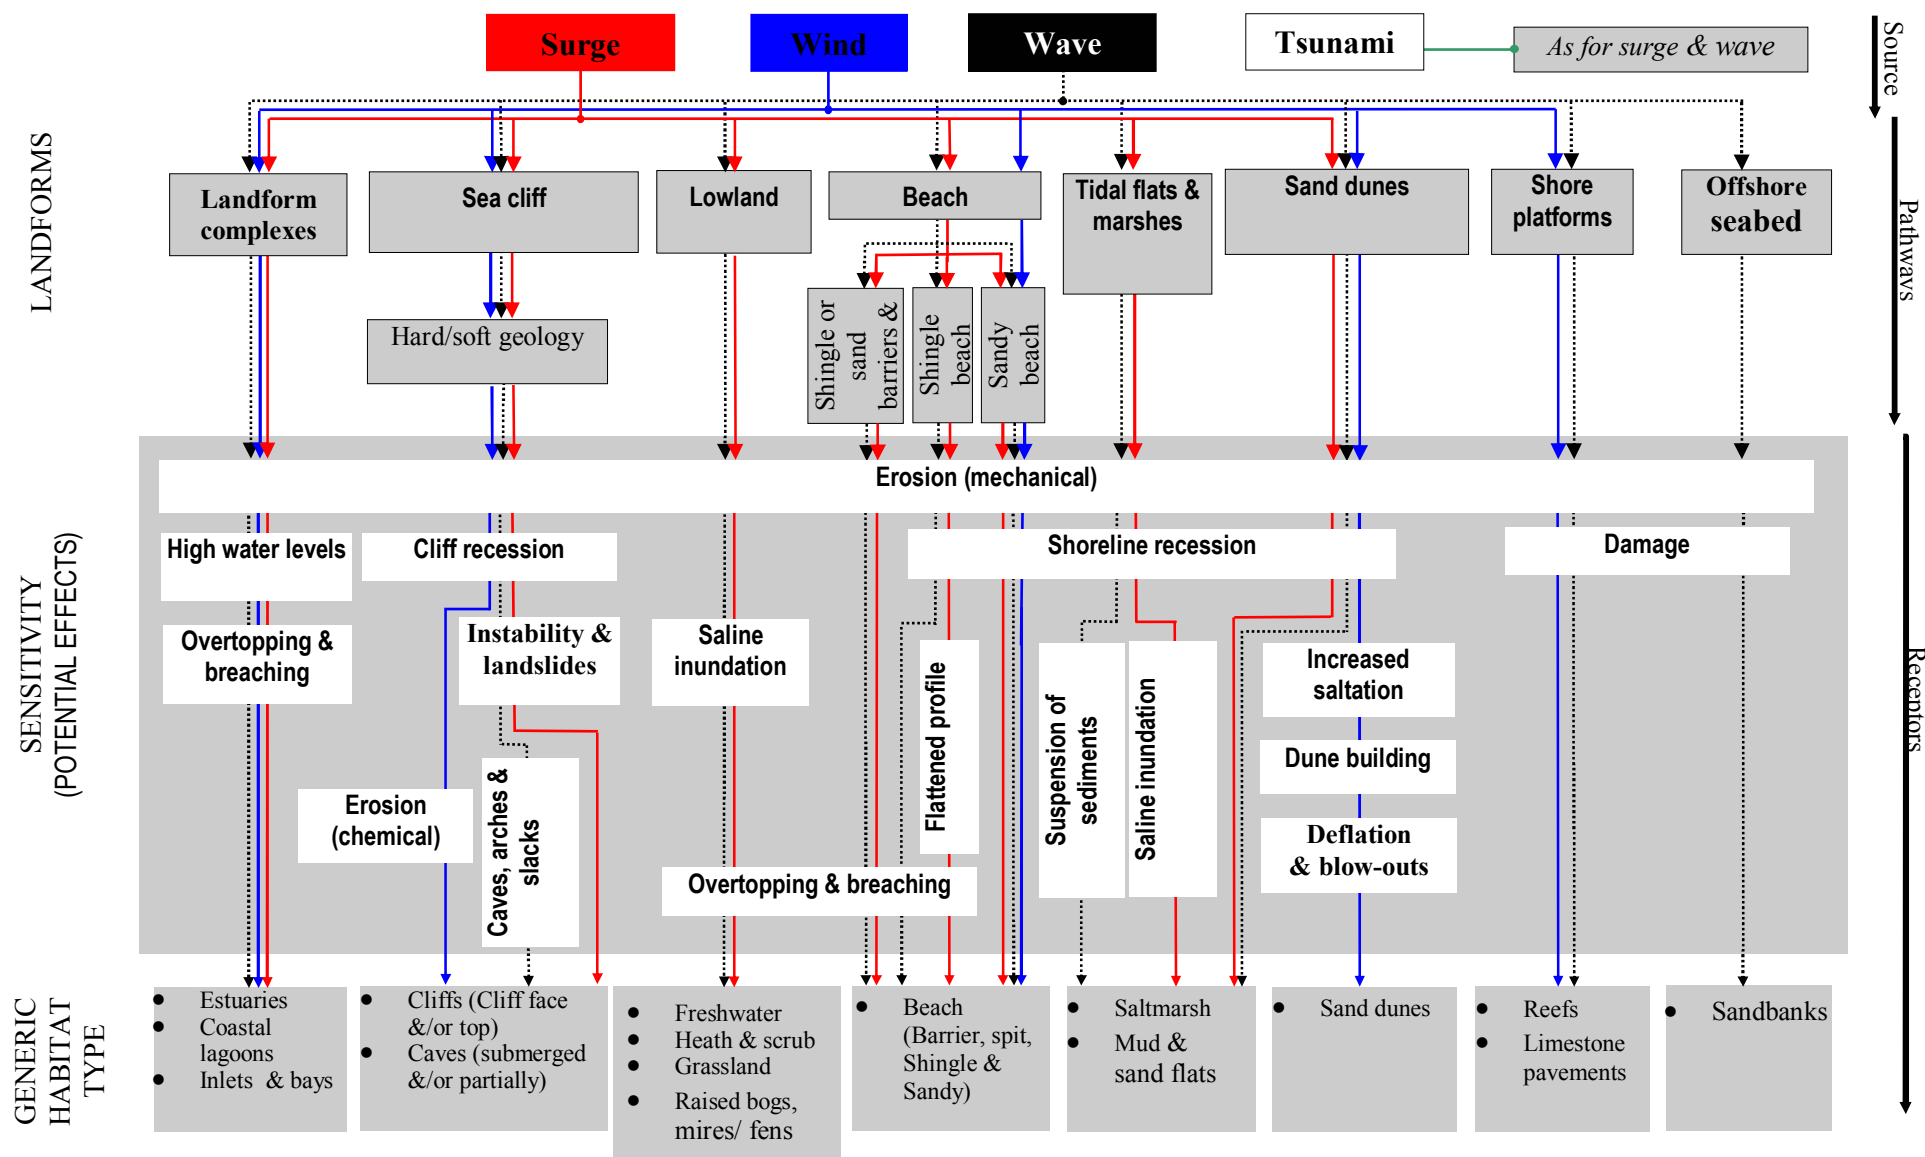 Surge
Wind
Wave
Tsunami
As for surge & wave
Source
LANDFORMS
Landform
complexes
Sea cliff
Lowland
Beach
Tidal flats &
marshes
Sand dunes
Shore
platforms
Offshore
seabed
Pathways
Hard/soft geology
Shingle or
sand
barriers &
Shingle
beach
Sandy
beach
Erosion (mechanical)
SENSITIVITY
(POTENTIAL EFFECTS)
High water levels
Cliff recession
Shoreline recession
Damage
Overtopping &
breaching
Instability &
landslides
Saline
inundation
Flattened profile
Suspension of
sediments
Saline inundation
Increased
saltation
Dune building
Deflation
& blow-outs
Erosion
(chemical)
Caves, arches &
slacks
Overtopping & breaching
Receptors
GENERIC
HABITAT
TYPE
• Estuaries
• Coastal
lagoons
• Inlets & bays
• Cliffs (Cliff face
&/or top)
• Caves (submerged
&/or partially)
• Freshwater
• Heath & scrub
• Grassland
• Raised bogs,
mires/ fens
• Beach
(Barrier, spit,
Shingle &
Sandy)
• Saltmarsh
• Mud &
sand flats
• Sand dunes
• Reefs
• Limestone
pavements
• Sandbanks